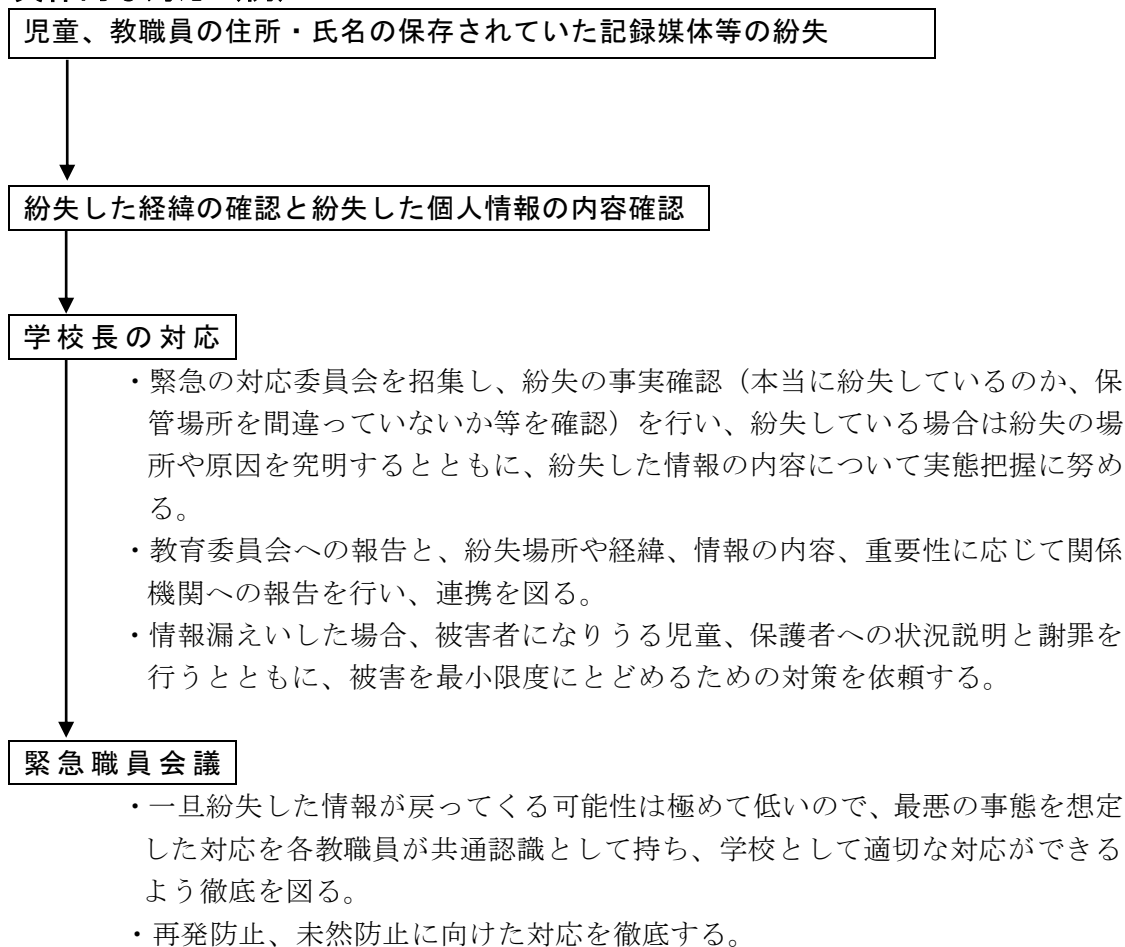 児童、教職員の住所・氏名の保存されていた記録媒体等の紛失
紛失した経緯の確認と紛失した個人情報の内容確認
学校長の対応
・緊急の対応委員会を招集し、紛失の事実確認（本当に紛失しているのか、保
管場所を間違っていないか等を確認）を行い、紛失している場合は紛失の場
所や原因を究明するとともに、紛失した情報の内容について実態把握に努め
る。
・教育委員会への報告と、紛失場所や経緯、情報の内容、重要性に応じて関係
機関への報告を行い、連携を図る。
・情報漏えいした場合、被害者になりうる児童、保護者への状況説明と謝罪を
行うとともに、被害を最小限度にとどめるための対策を依頼する。
緊急職員会議
・一旦紛失した情報が戻ってくる可能性は極めて低いので、最悪の事態を想定
した対応を各教職員が共通認識として持ち、学校として適切な対応ができる
よう徹底を図る。
・再発防止、未然防止に向けた対応を徹底する。